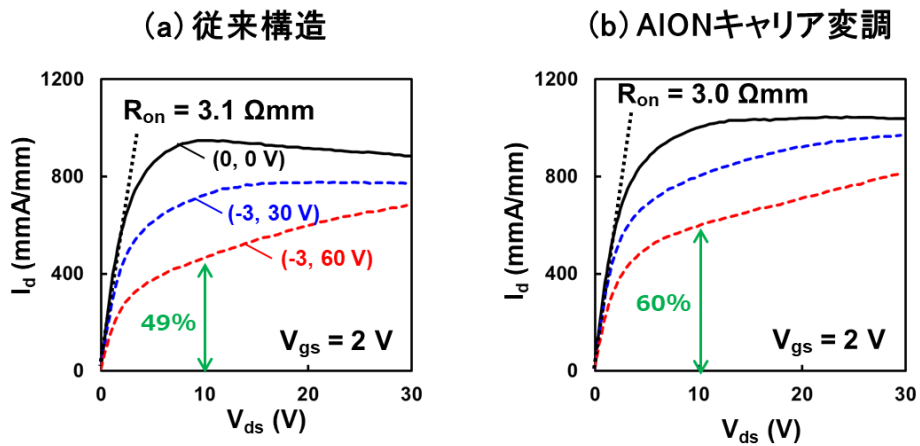 (a) 従来構造
1200
800
400
0
0
10
20
30
I_d (mmA/mm)
V_ds (V)
R_on = 3.1 Ωmm
(0, 0 V)
(-3, 30 V)
(-3, 60 V)
49%
V_gs = 2 V
(b) AlONキャリア変調
1200
800
400
0
0
10
20
30
I_d (mmA/mm)
V_ds (V)
R_on = 3.0 Ωmm
60%
V_gs = 2 V